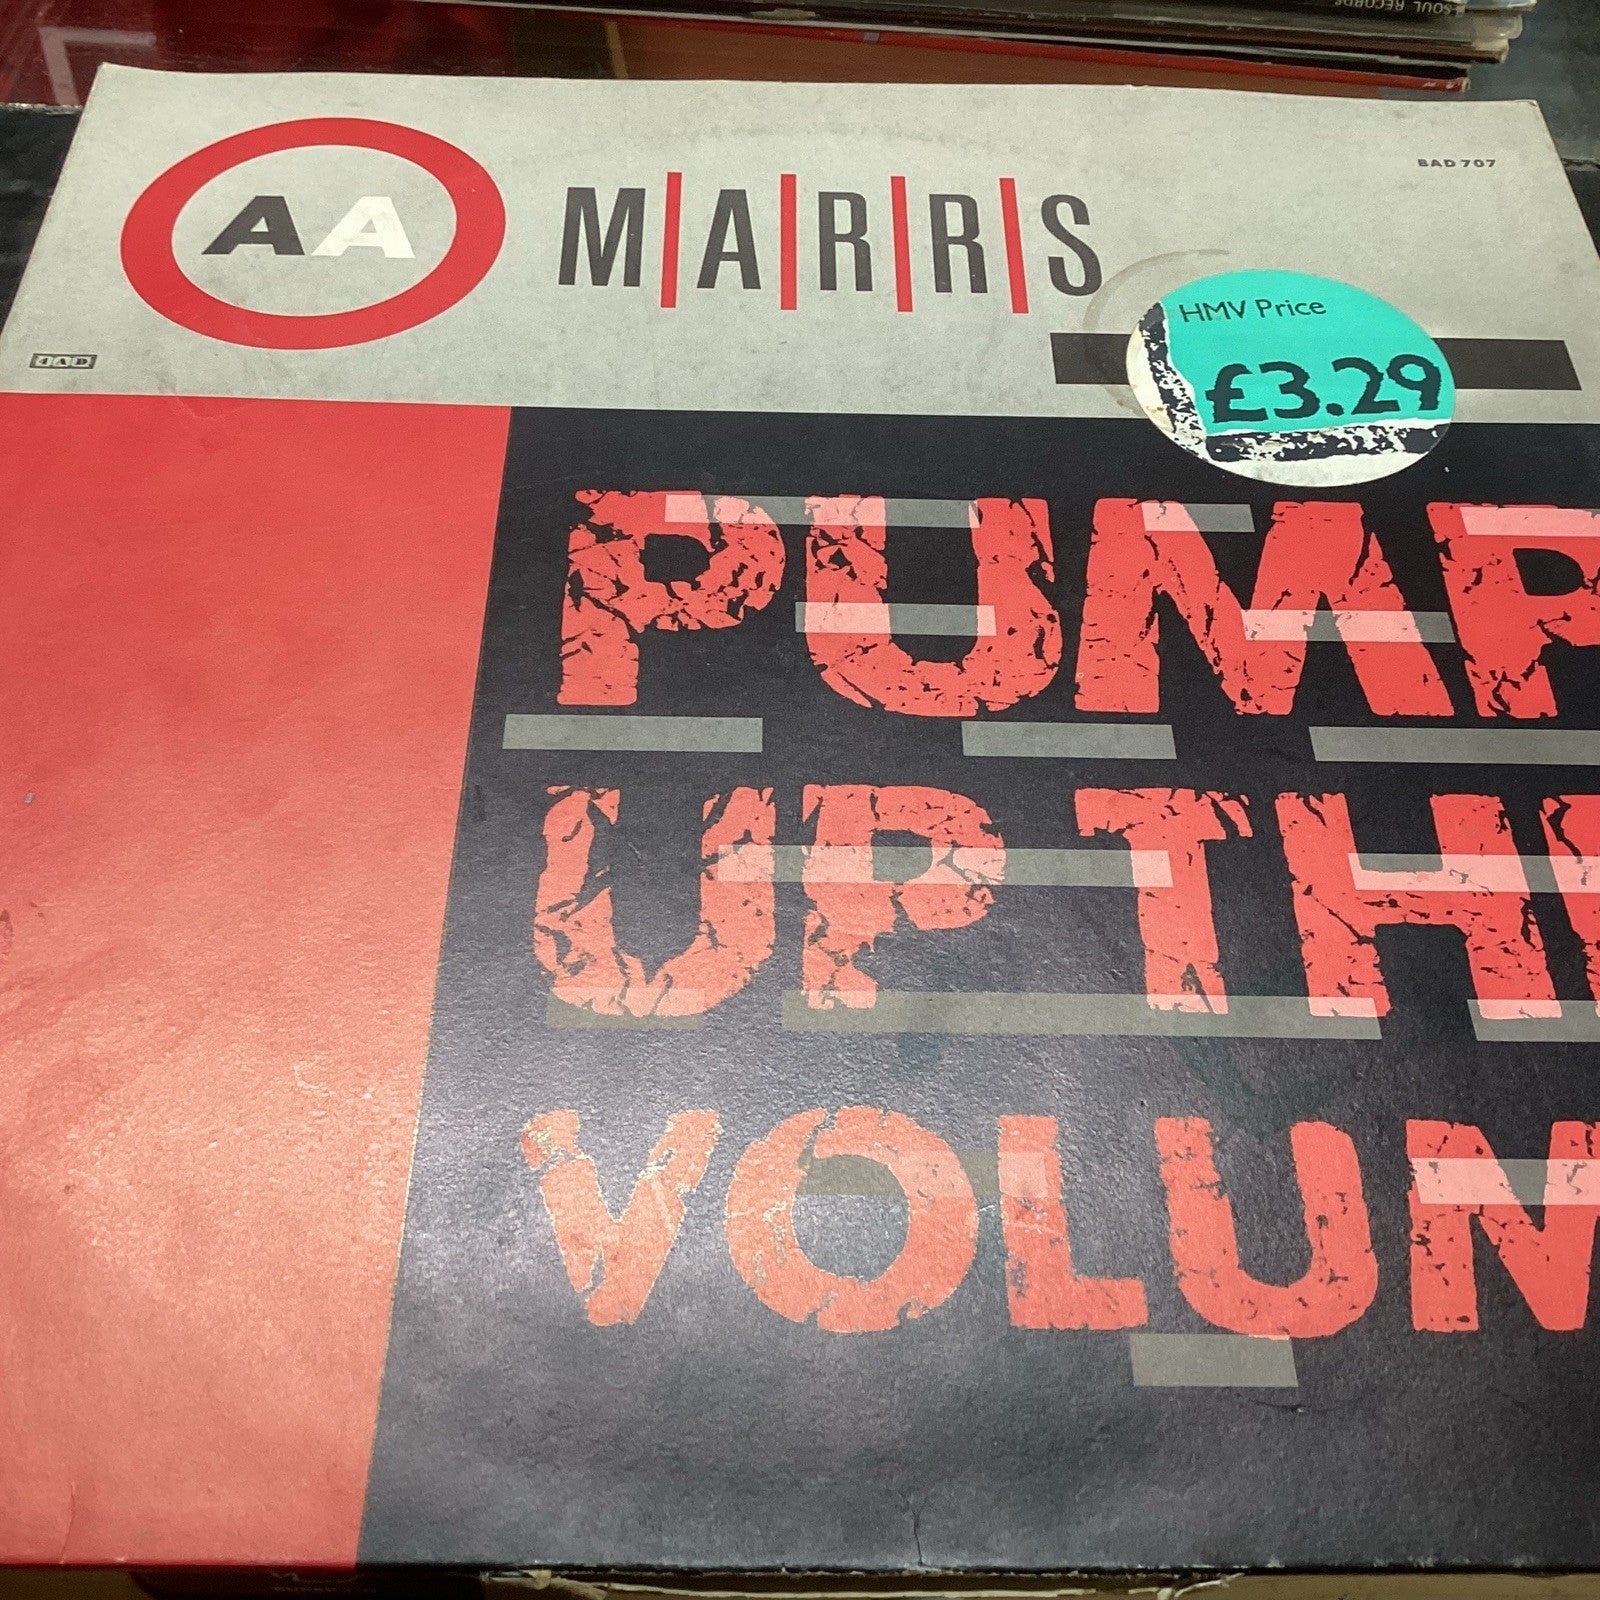 SOUL RECORDS
BAD 707
AA
M|A|R|R|S
HMV Price
£3.29
4AD
PUMP
UP TH
VOLUM